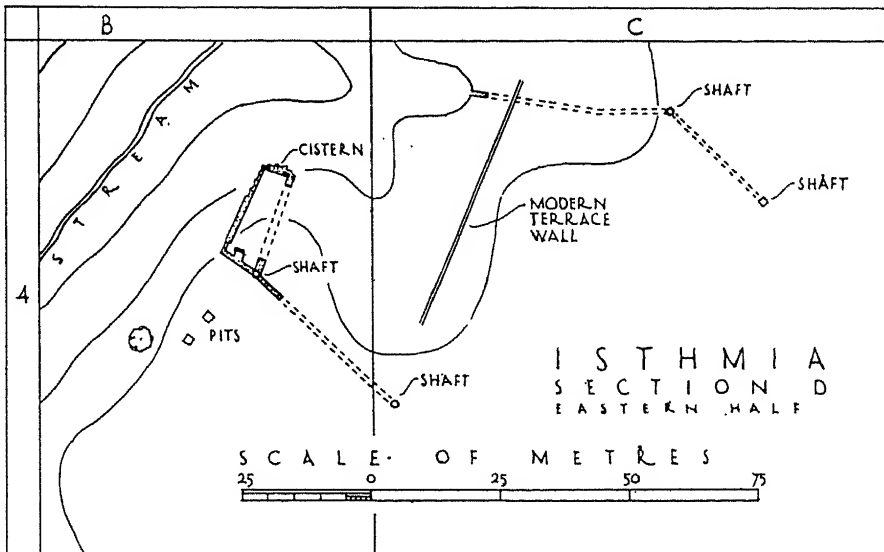 B
C
STREAM
CISTERN
SHAFT
SHAFT
MODERN
TERRACE
WALL
SHAFT
4
PITS
SHAFT
ISTHMIA
SECTION D
EASTERN HALF
SCALE OF METRES
25 0 25 50 75